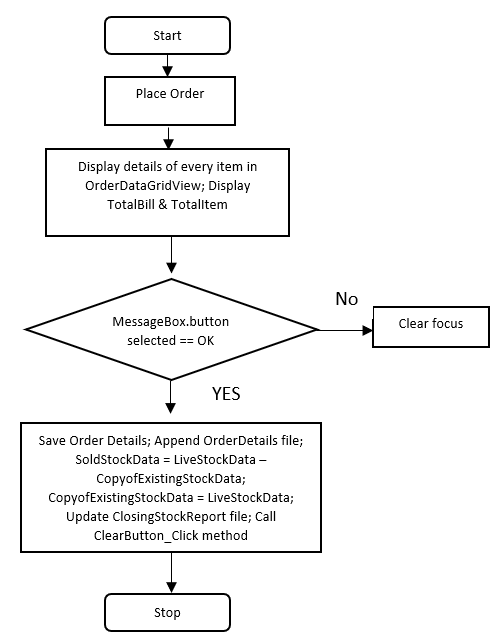 Start
Place Order
Display details of every item in
OrderDataGridView; Display
TotalBill & TotalItem
MessageBox.button
selected == OK
No
Clear focus
YES
Save Order Details; Append OrderDetails file;
SoldStockData = LiveStockData –
CopyofExistingStockData;
CopyofExistingStockData = LiveStockData;
Update ClosingStockReport file; Call
ClearButton_Click method
Stop